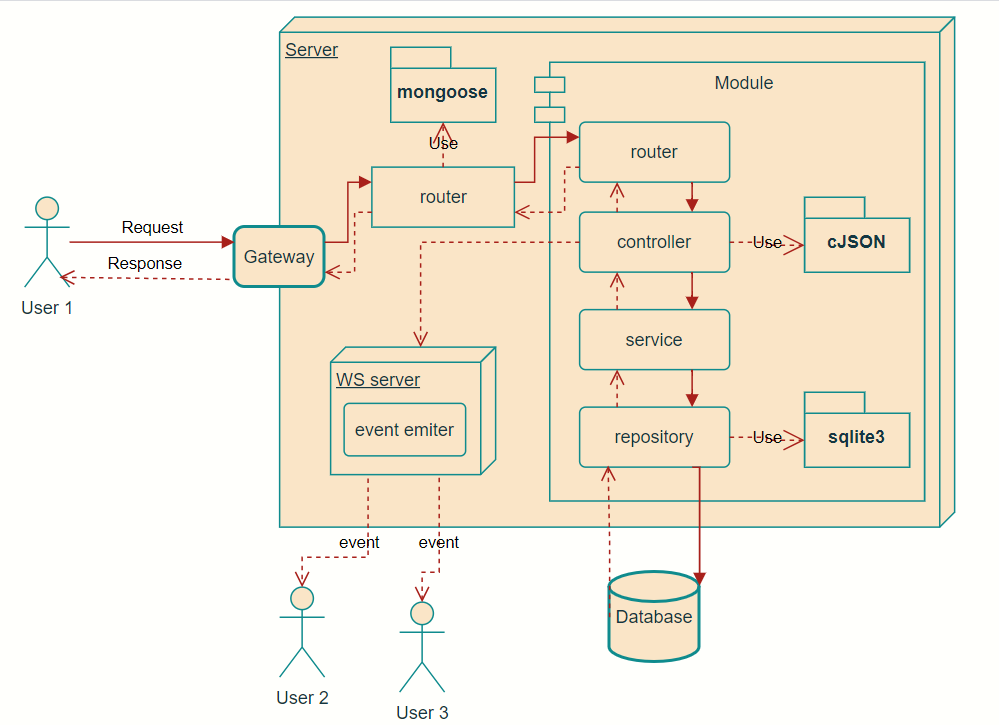 Server
mongoose
Module
Use
router
router
Request
controller
Use
cJSON
Gateway
Response
User 1
service
WS server
event emiter
repository
Use
sqlite3
event
event
Database
User 2
User 3